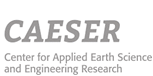 CAESER
Center for Applied Earth Science
and Engineering Research